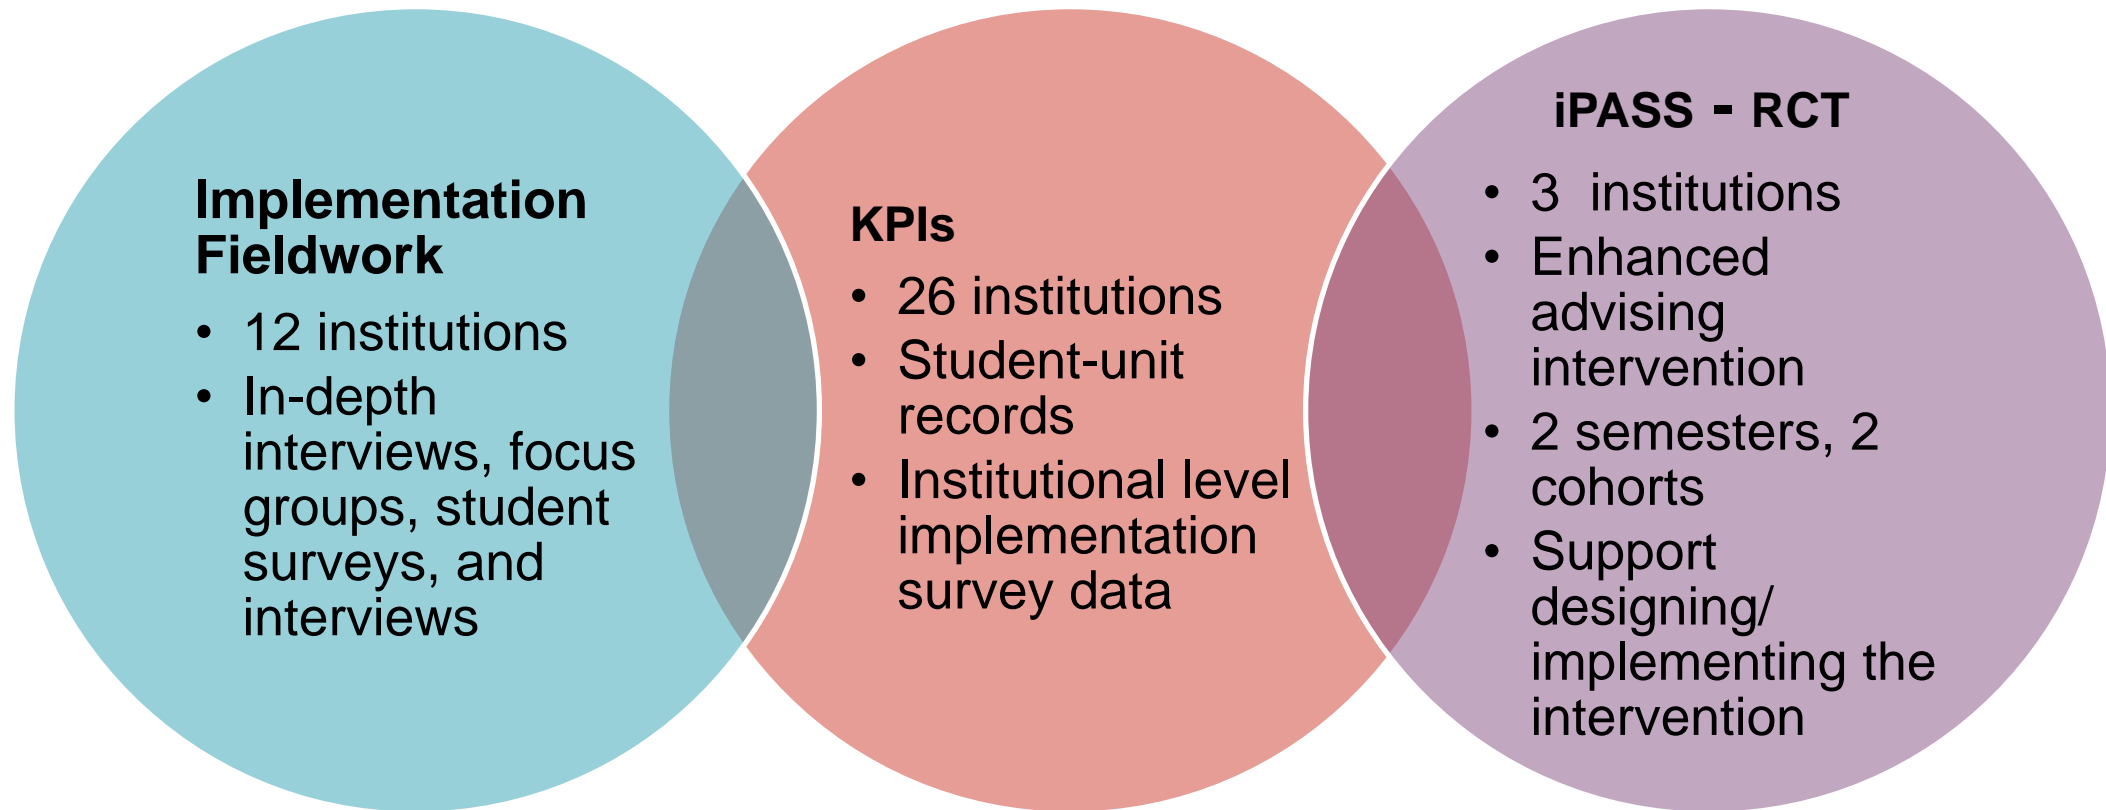 Implementation
Fieldwork
• 12 institutions
• In-depth
interviews, focus
groups, student
surveys, and
interviews
KPIs
• 26 institutions
• Student-unit
records
• Institutional level
implementation
survey data
iPASS - RCT
• 3 institutions
• Enhanced
advising
intervention
• 2 semesters, 2
cohorts
• Support
designing/
implementing the
intervention